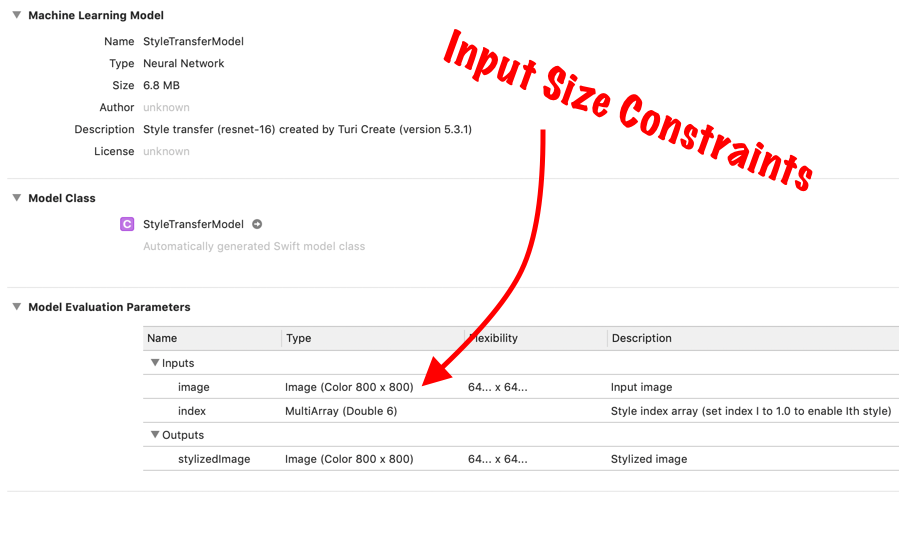 Machine Learning Model
Name StyleTransferModel
Type Neural Network
Size 6.8 MB
Author unknown
Description Style transfer (resnet-16) created by Turi Create (version 5.3.1)
License unknown
Input Size Constraints
Model Class
C StyleTransferModel
Automatically generated Swift model class
Model Evaluation Parameters
Name Type Flexibility Description
Inputs
image Image (Color 800 x 800) 64... x 64... Input image
index MultiArray (Double 6) Style index array (set index I to 1.0 to enable Ith style)
Outputs
stylizedImage Image (Color 800 x 800) 64... x 64... Stylized image